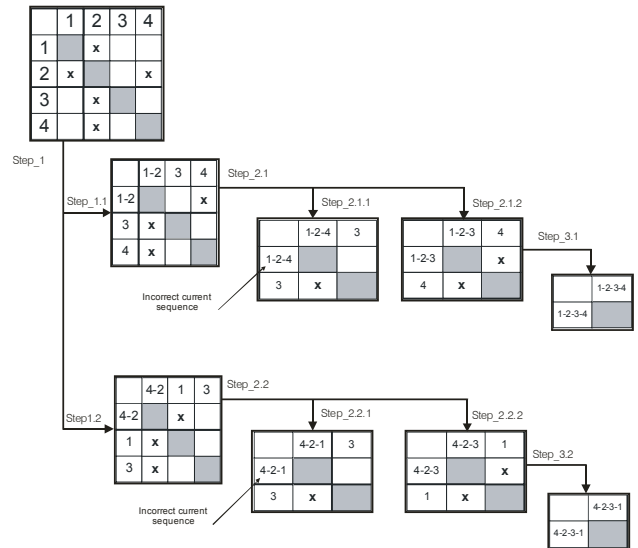 1 2 3 4
1 x
2 x x
3 x
4 x
Step_1
Step_1.1
1-2 3 4
1-2 x
3 x
4 x
Step_2.1
Step_2.1.1
1-2-4 3
1-2-4
3 x
Incorrect current
sequence
Step_2.1.2
1-2-3 4
1-2-3 x
4 x
Step_3.1
1-2-3-4
1-2-3-4
Step1.2
4-2 1 3
4-2 x
1 x
3 x
Step_2.2
Step_2.2.1
4-2-1 3
4-2-1
3 x
Incorrect current
sequence
Step_2.2.2
4-2-3 1
4-2-3 x
1 x
Step_3.2
4-2-3-1
4-2-3-1